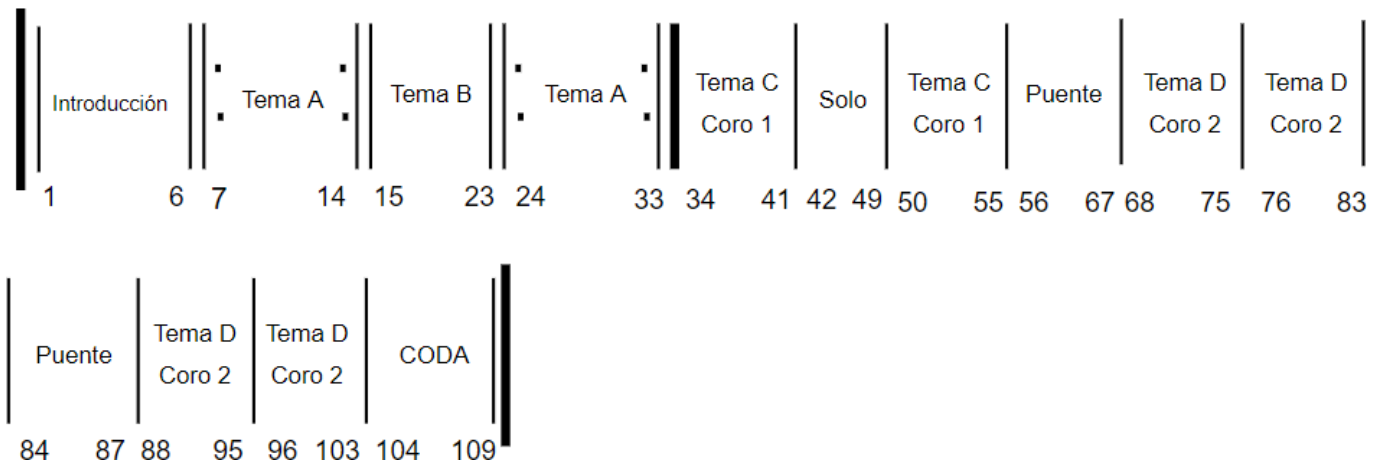 Introducción Tema A Tema B Tema A Tema C Coro 1 Solo Tema C Coro 1 Puente Tema D Coro 2 Tema D Coro 2
1 6 7 14 15 23 24 33 34 41 42 49 50 55 56 67 68 75 76 83
Puente Tema D Coro 2 Tema D Coro 2 CODA
84 87 88 95 96 103 104 109